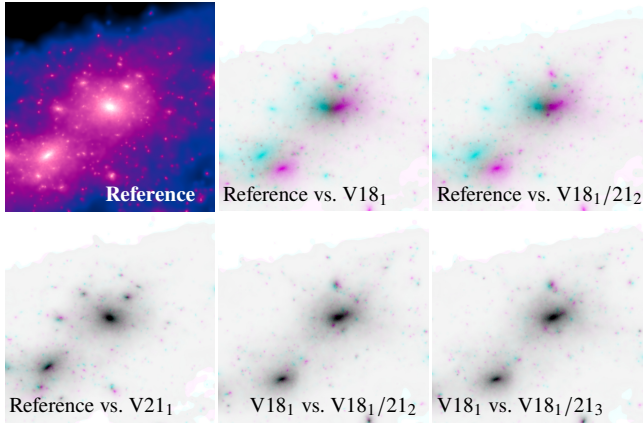 Reference
Reference vs. V18₁
Reference vs. V18₁/21₂
Reference vs. V21₁
V18₁ vs. V18₁/21₂
V18₁ vs. V18₁/21₃